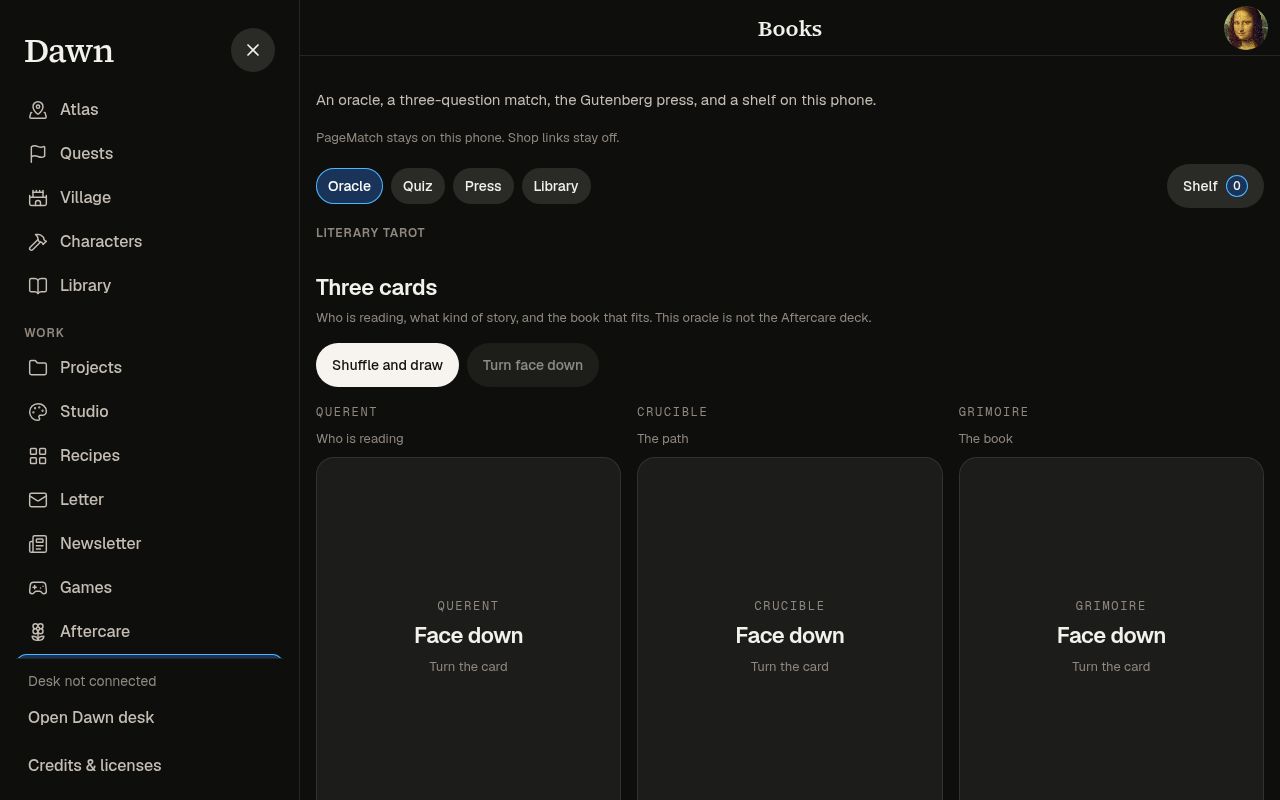 Dawn
Atlas
Quests
Village
Characters
Library
WORK
Projects
Studio
Recipes
Letter
Newsletter
Games
Aftercare
Desk not connected
Open Dawn desk
Credits & licenses
Books
An oracle, a three-question match, the Gutenberg press, and a shelf on this phone.
PageMatch stays on this phone. Shop links stay off.
Oracle Quiz Press Library Shelf 0
LITERARY TAROT
Three cards
Who is reading, what kind of story, and the book that fits. This oracle is not the Aftercare deck.
Shuffle and draw Turn face down
QUERENT CRUCIBLE GRIMOIRE
Who is reading The path The book
QUERENT CRUCIBLE GRIMOIRE
Face down Face down Face down
Turn the card Turn the card Turn the card